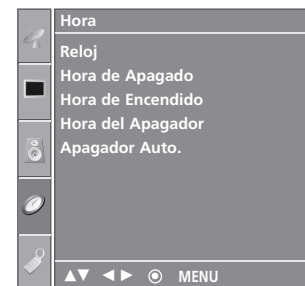 Hora
Reloj
Hora de Apagado
Hora de Encendido
Hora del Apagador
Apagador Auto.
▲▼ ◄► ◉ MENU